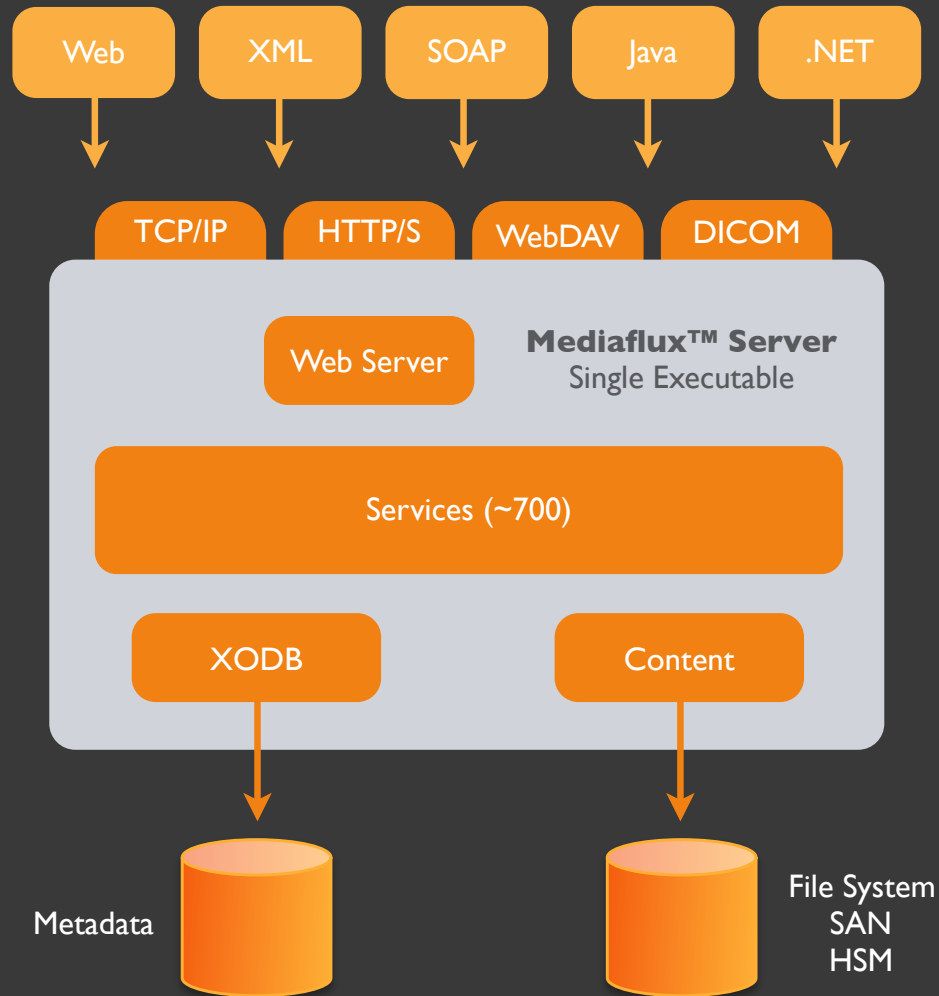 Web
XML
SOAP
Java
.NET
TCP/IP
HTTP/S
WebDAV
DICOM
Web Server
Mediaflux™ Server
Single Executable
Services (~700)
XODB
Content
Metadata
File System
SAN
HSM